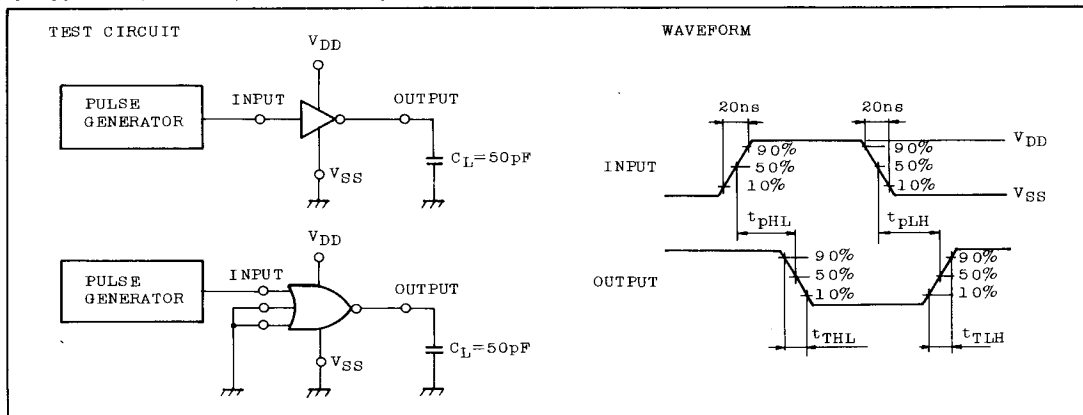 TEST CIRCUIT
VDD
PULSE
GENERATOR
INPUT
OUTPUT
CL=50pF
VSS
VDD
PULSE
GENERATOR
INPUT
OUTPUT
CL=50pF
VSS
WAVEFORM
20ns
20ns
INPUT
90%
50%
10%
90%
50%
10%
VDD
VSS
tpHL
tpLH
OUTPUT
90%
50%
10%
90%
50%
10%
tTHL
tTLH